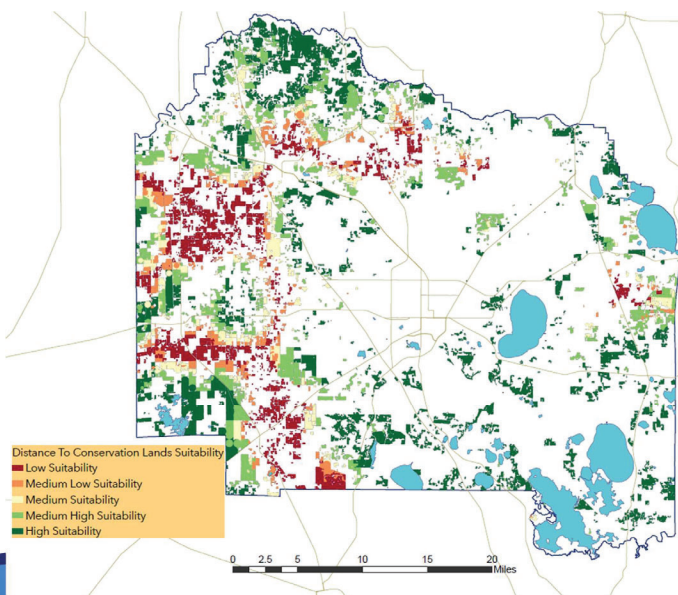 Distance To Conservation Lands Suitability
Low Suitability
Medium Low Suitability
Medium Suitability
Medium High Suitability
High Suitability
0 2.5 5 10 15 20
Miles